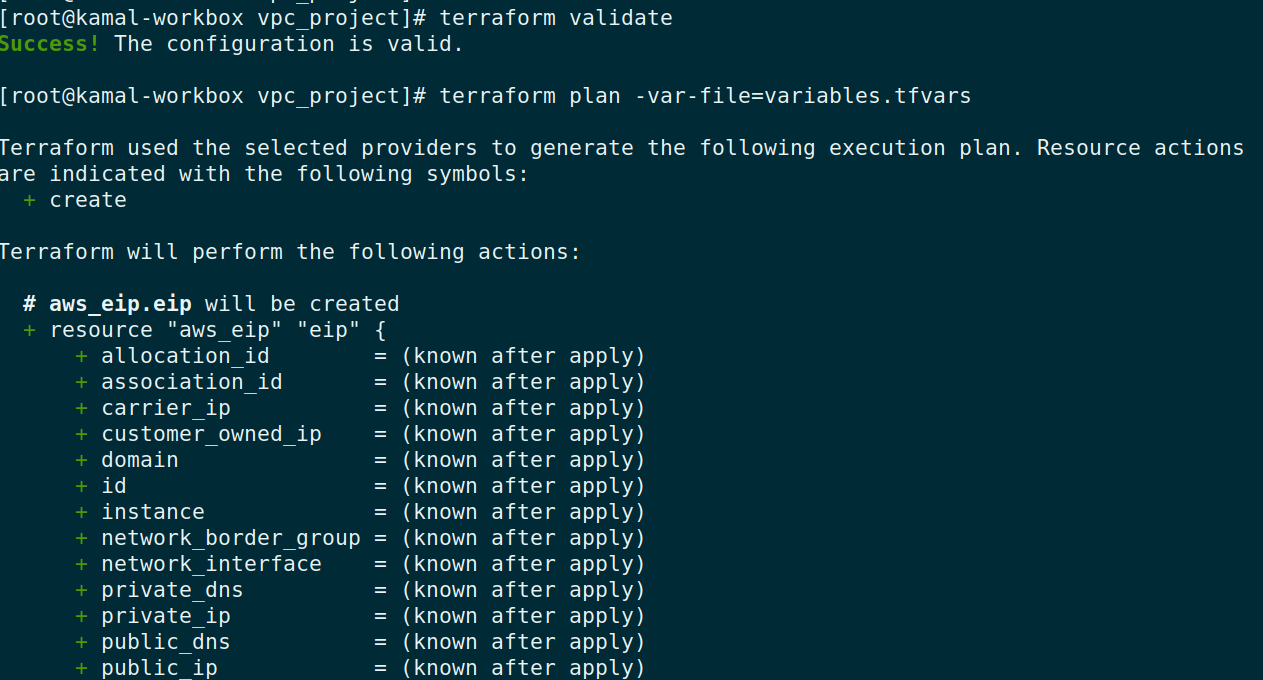 [root@kamal-workbox vpc_project]# terraform validate
Success! The configuration is valid.
[root@kamal-workbox vpc_project]# terraform plan -var-file=variables.tfvars
Terraform used the selected providers to generate the following execution plan. Resource actions
are indicated with the following symbols:
+ create
Terraform will perform the following actions:
# aws_eip.eip will be created
+ resource "aws_eip" "eip" {
+ allocation_id = (known after apply)
+ association_id = (known after apply)
+ carrier_ip = (known after apply)
+ customer_owned_ip = (known after apply)
+ domain = (known after apply)
+ id = (known after apply)
+ instance = (known after apply)
+ network_border_group = (known after apply)
+ network_interface = (known after apply)
+ private_dns = (known after apply)
+ private_ip = (known after apply)
+ public_dns = (known after apply)
+ public_ip = (known after apply)